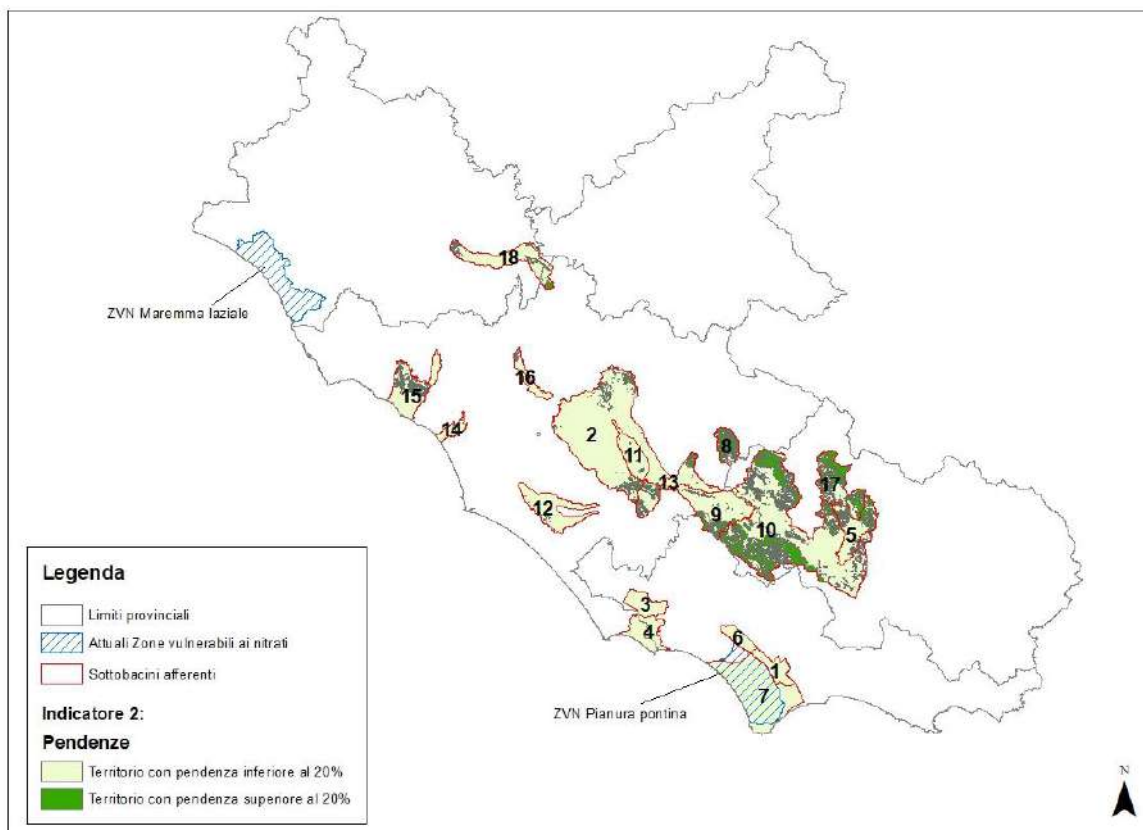 18
ZVN Maremma laziale
16
15
14
2
11
8
13
17
9
10
5
12
3
4
6
1
7
ZVN Pianura pontina
N
Legenda
Limiti provinciali
Attuali Zone vulnerabili ai nitrati
Sottobacini afferenti
Indicatore 2:
Pendenze
Territorio con pendenza inferiore al 20%
Territorio con pendenza superiore al 20%